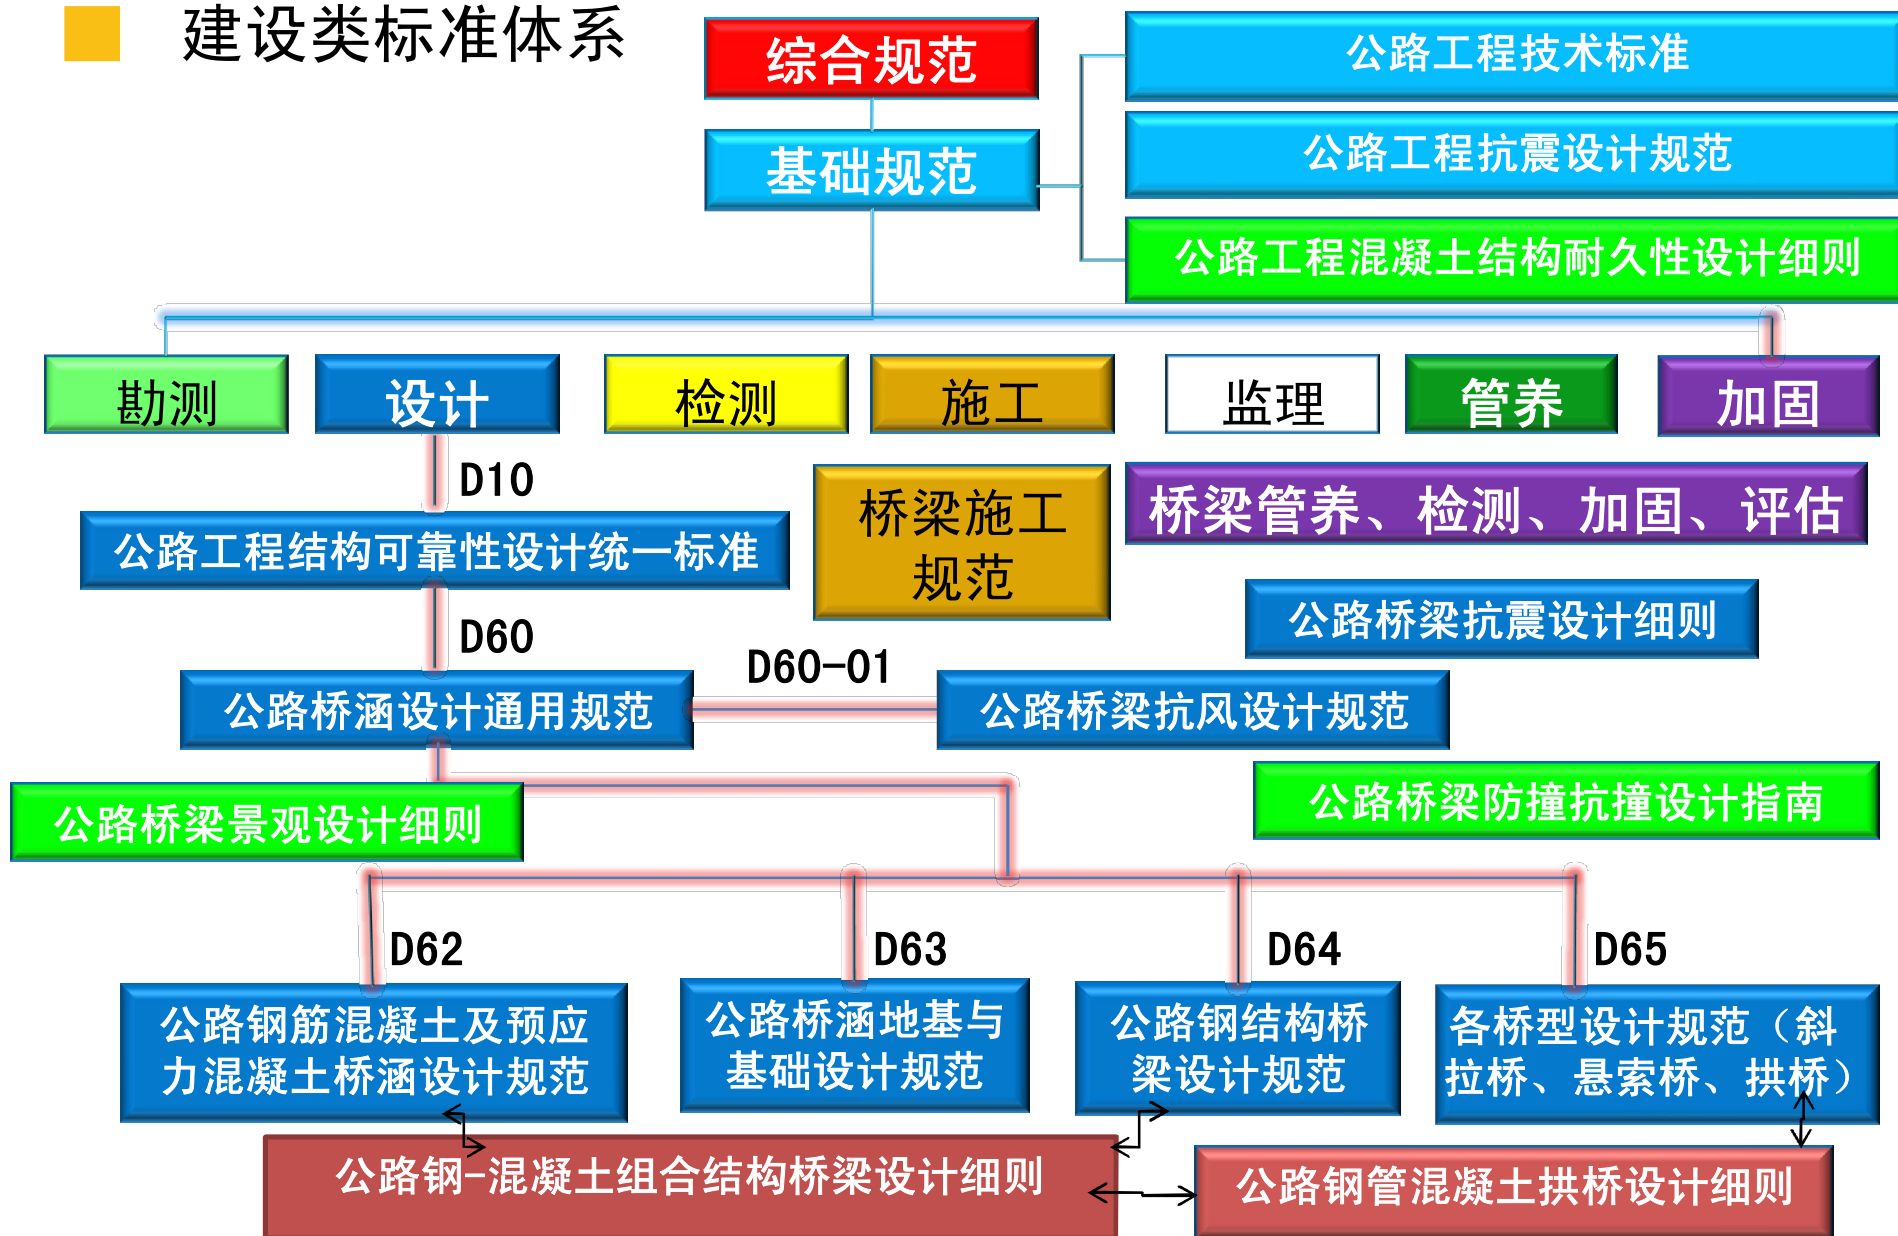 建设类标准体系
综合规范
公路工程技术标准
基础规范
公路工程抗震设计规范
公路工程混凝土结构耐久性设计细则
勘测
设计
检测
施工
监理
管养
加固
D10
桥梁施工
规范
桥梁管养、检测、加固、评估
公路工程结构可靠性设计统一标准
公路桥梁抗震设计细则
D60
D60-01
公路桥涵设计通用规范
公路桥梁抗风设计规范
公路桥梁景观设计细则
公路桥梁防撞抗撞设计指南
D62
D63
D64
D65
公路钢筋混凝土及预应
力混凝土桥涵设计规范
公路桥涵地基与
基础设计规范
公路钢结构桥
梁设计规范
各桥型设计规范（斜
拉桥、悬索桥、拱桥）
公路钢-混凝土组合结构桥梁设计细则
公路钢管混凝土拱桥设计细则